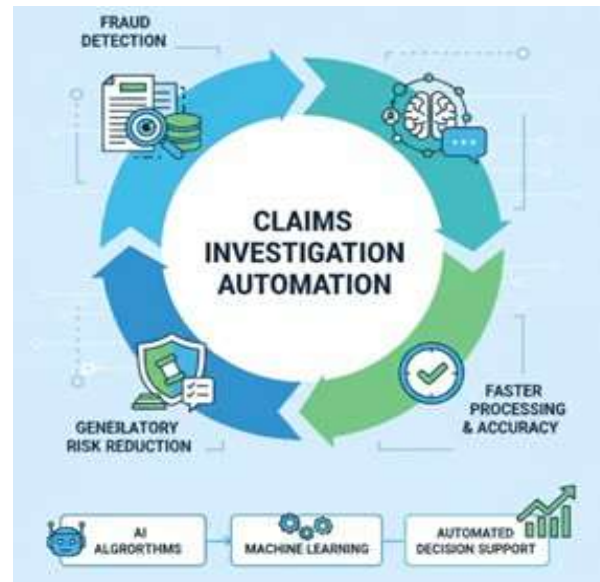 FRAUD
DETECTION
CLAIMS
INVESTIGATION
AUTOMATION
FASTER
PROCESSING
& ACCURACY
GENEILATORY
RISK REDUCTION
AI
ALGRORTHMS
MACHINE LEARNING
AUTOMATED
DECISION SUPPORT